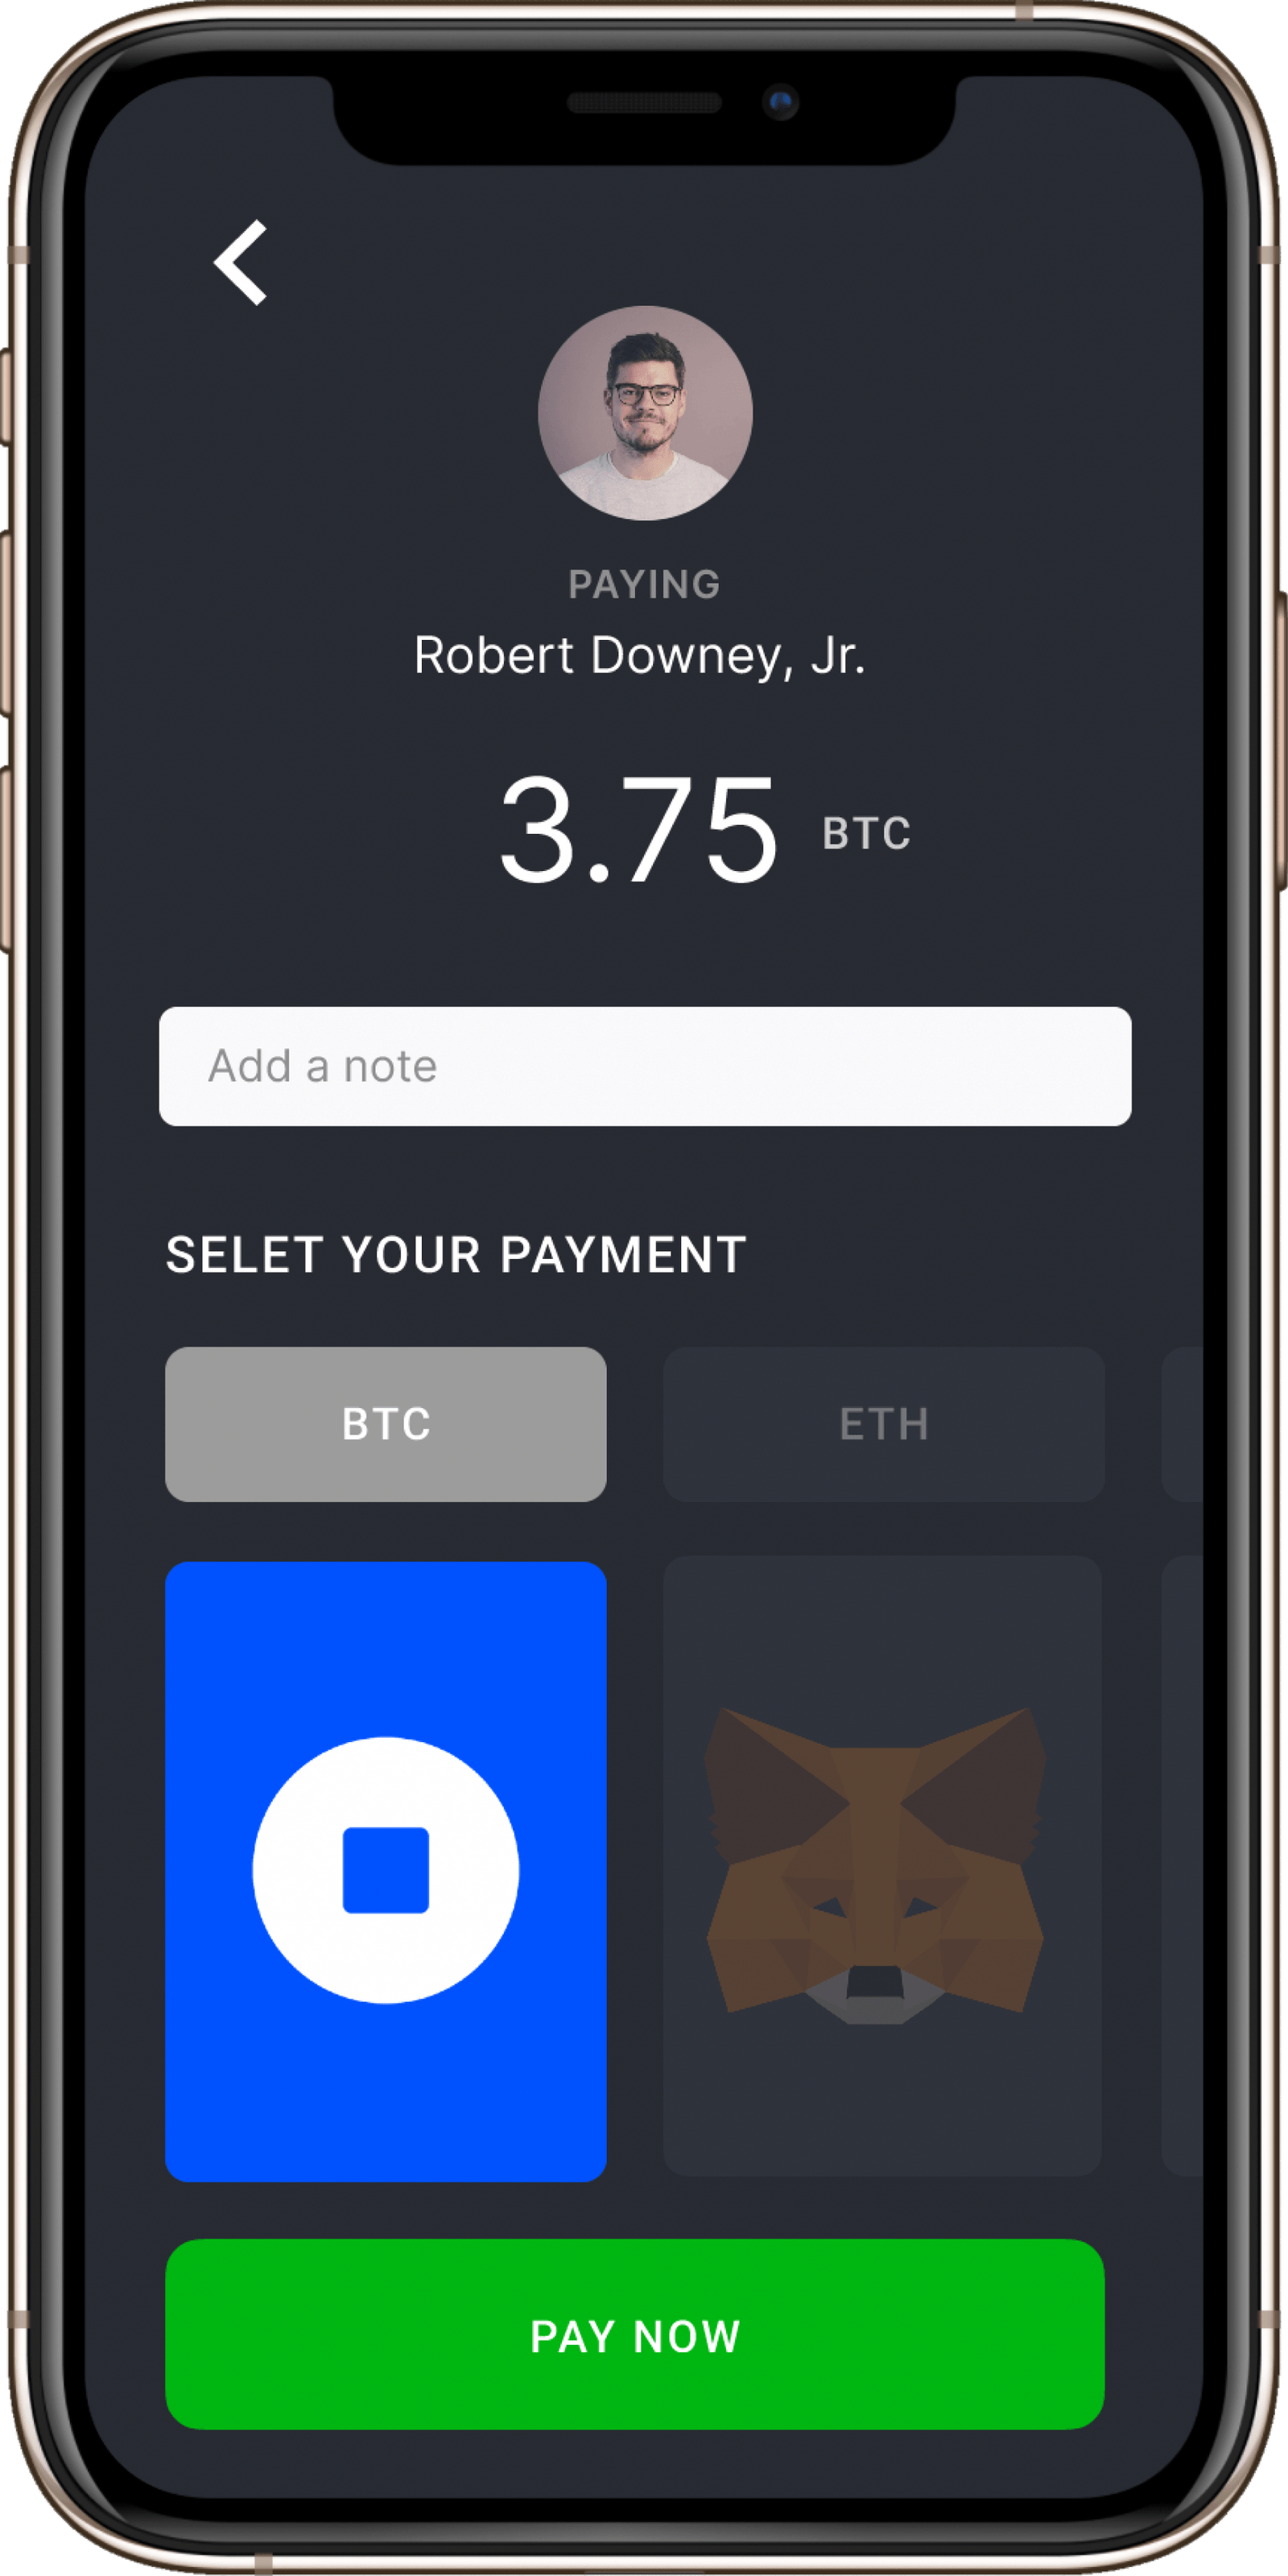 PAYING
Robert Downey, Jr.
3.75 BTC
Add a note
SELET YOUR PAYMENT
BTC ETH
PAY NOW